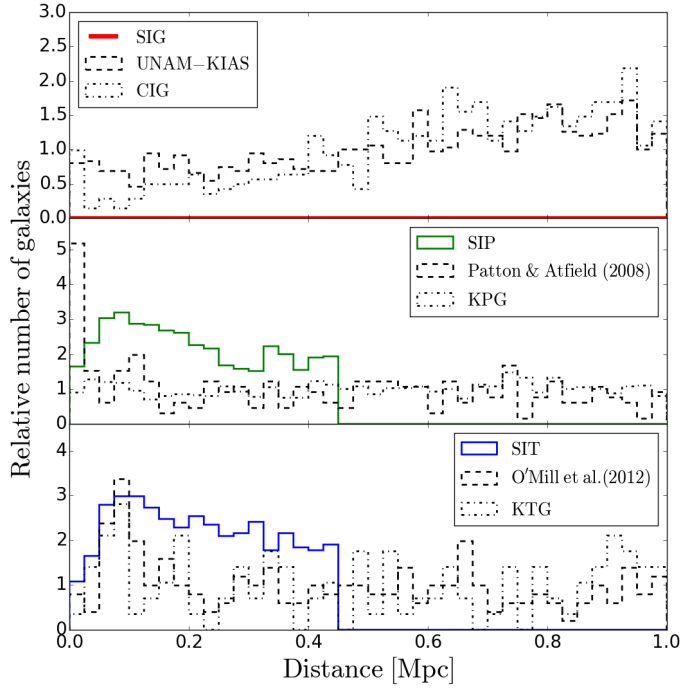 Relative number of galaxies
3.0
2.5
2.0
1.5
1.0
0.5
0.0
SIG
UNAM−KIAS
CIG
5
4
3
2
1
0
SIP
Patton & Atfield (2008)
KPG
4
3
2
1
0
SIT
O'Mill et al.(2012)
KTG
0.0 0.2 0.4 0.6 0.8 1.0
Distance [Mpc]